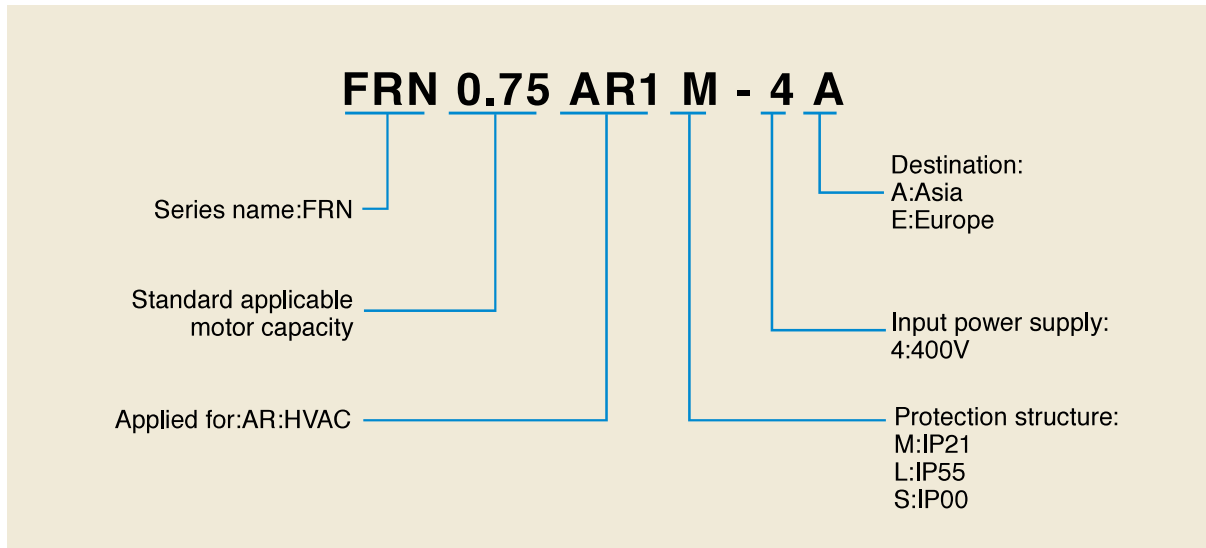 FRN 0.75 AR1 M - 4 A
Series name:FRN
Standard applicable
motor capacity
Applied for:AR:HVAC
Destination:
A:Asia
E:Europe
Input power supply:
4:400V
Protection structure:
M:IP21
L:IP55
S:IP00